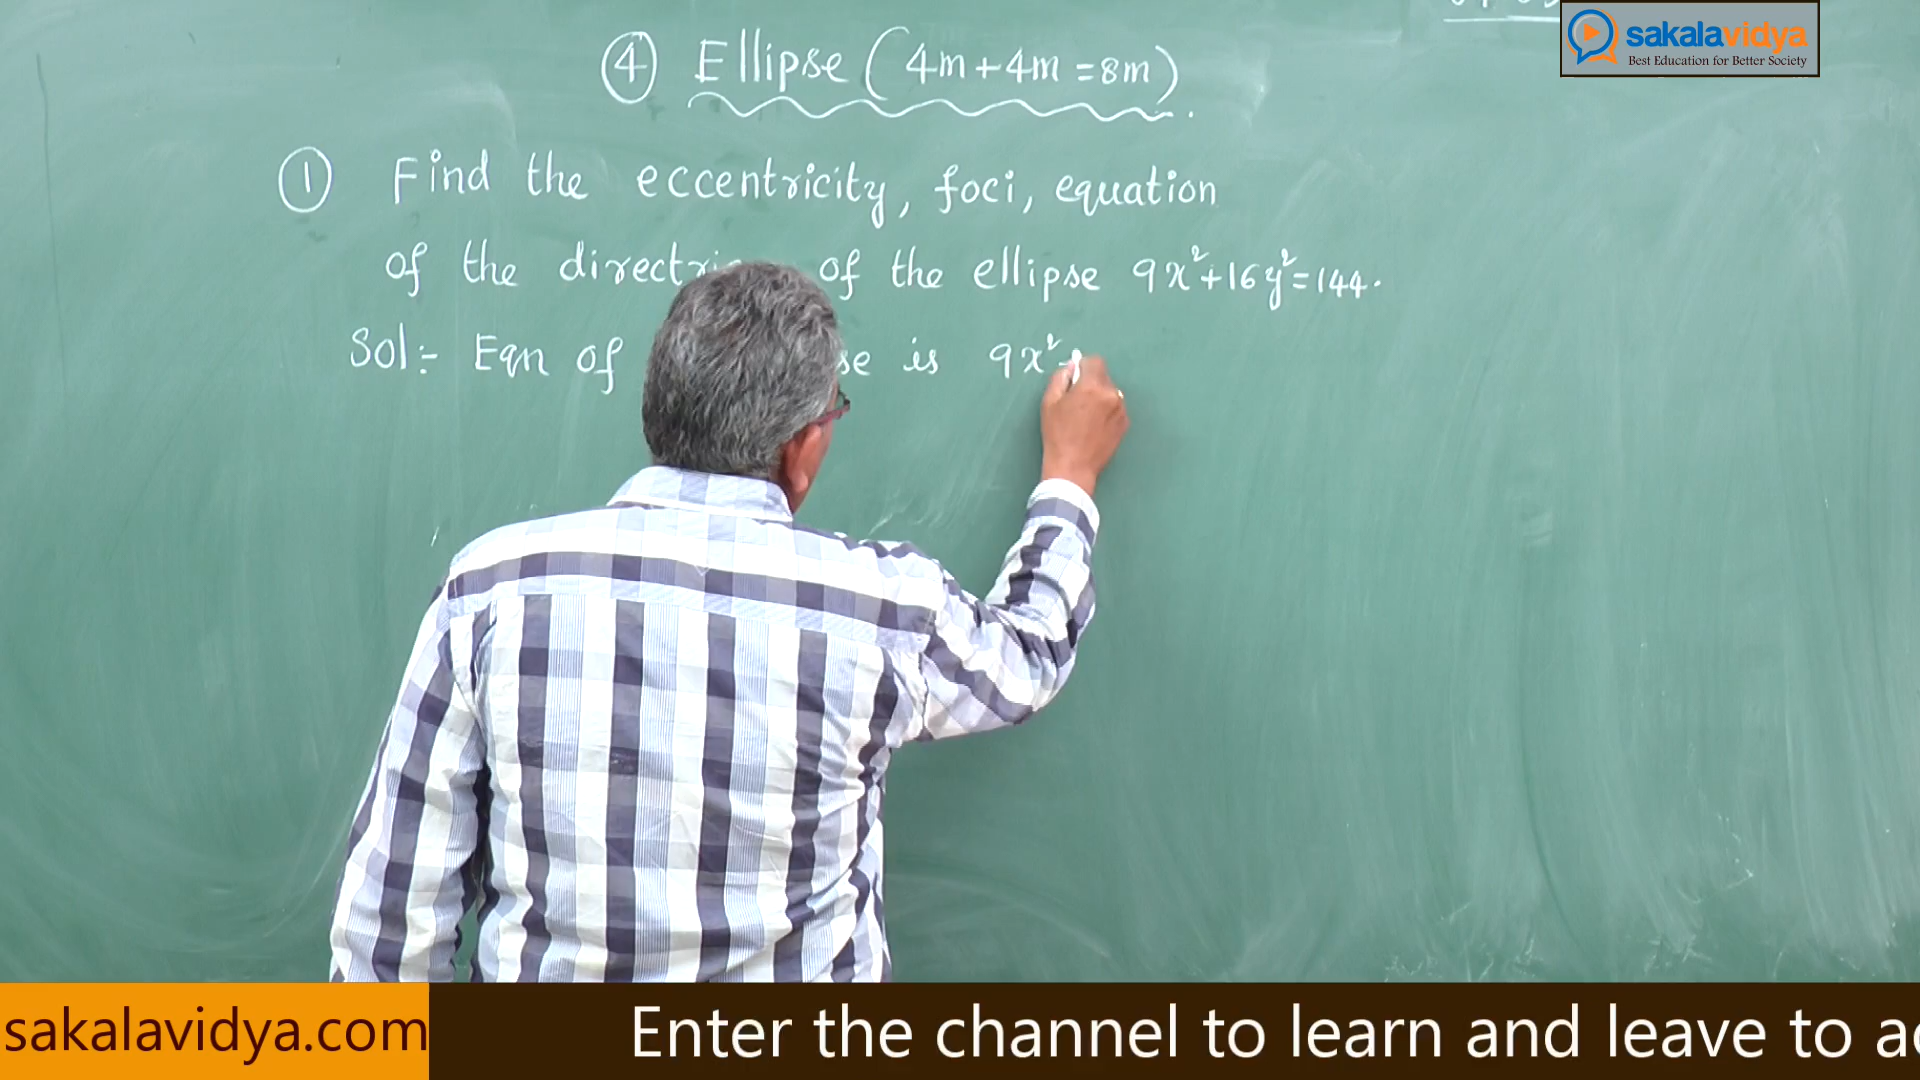 sakalavidya
Best Education for Better Society
④ Ellipse (4m+4m=8m).
① Find the eccentricity, foci, equation
of the of the ellipse 9x²+16y²=144.
Sol:- Eqn of is 9x²+
sakalavidya.com
Enter the channel to learn and leave to